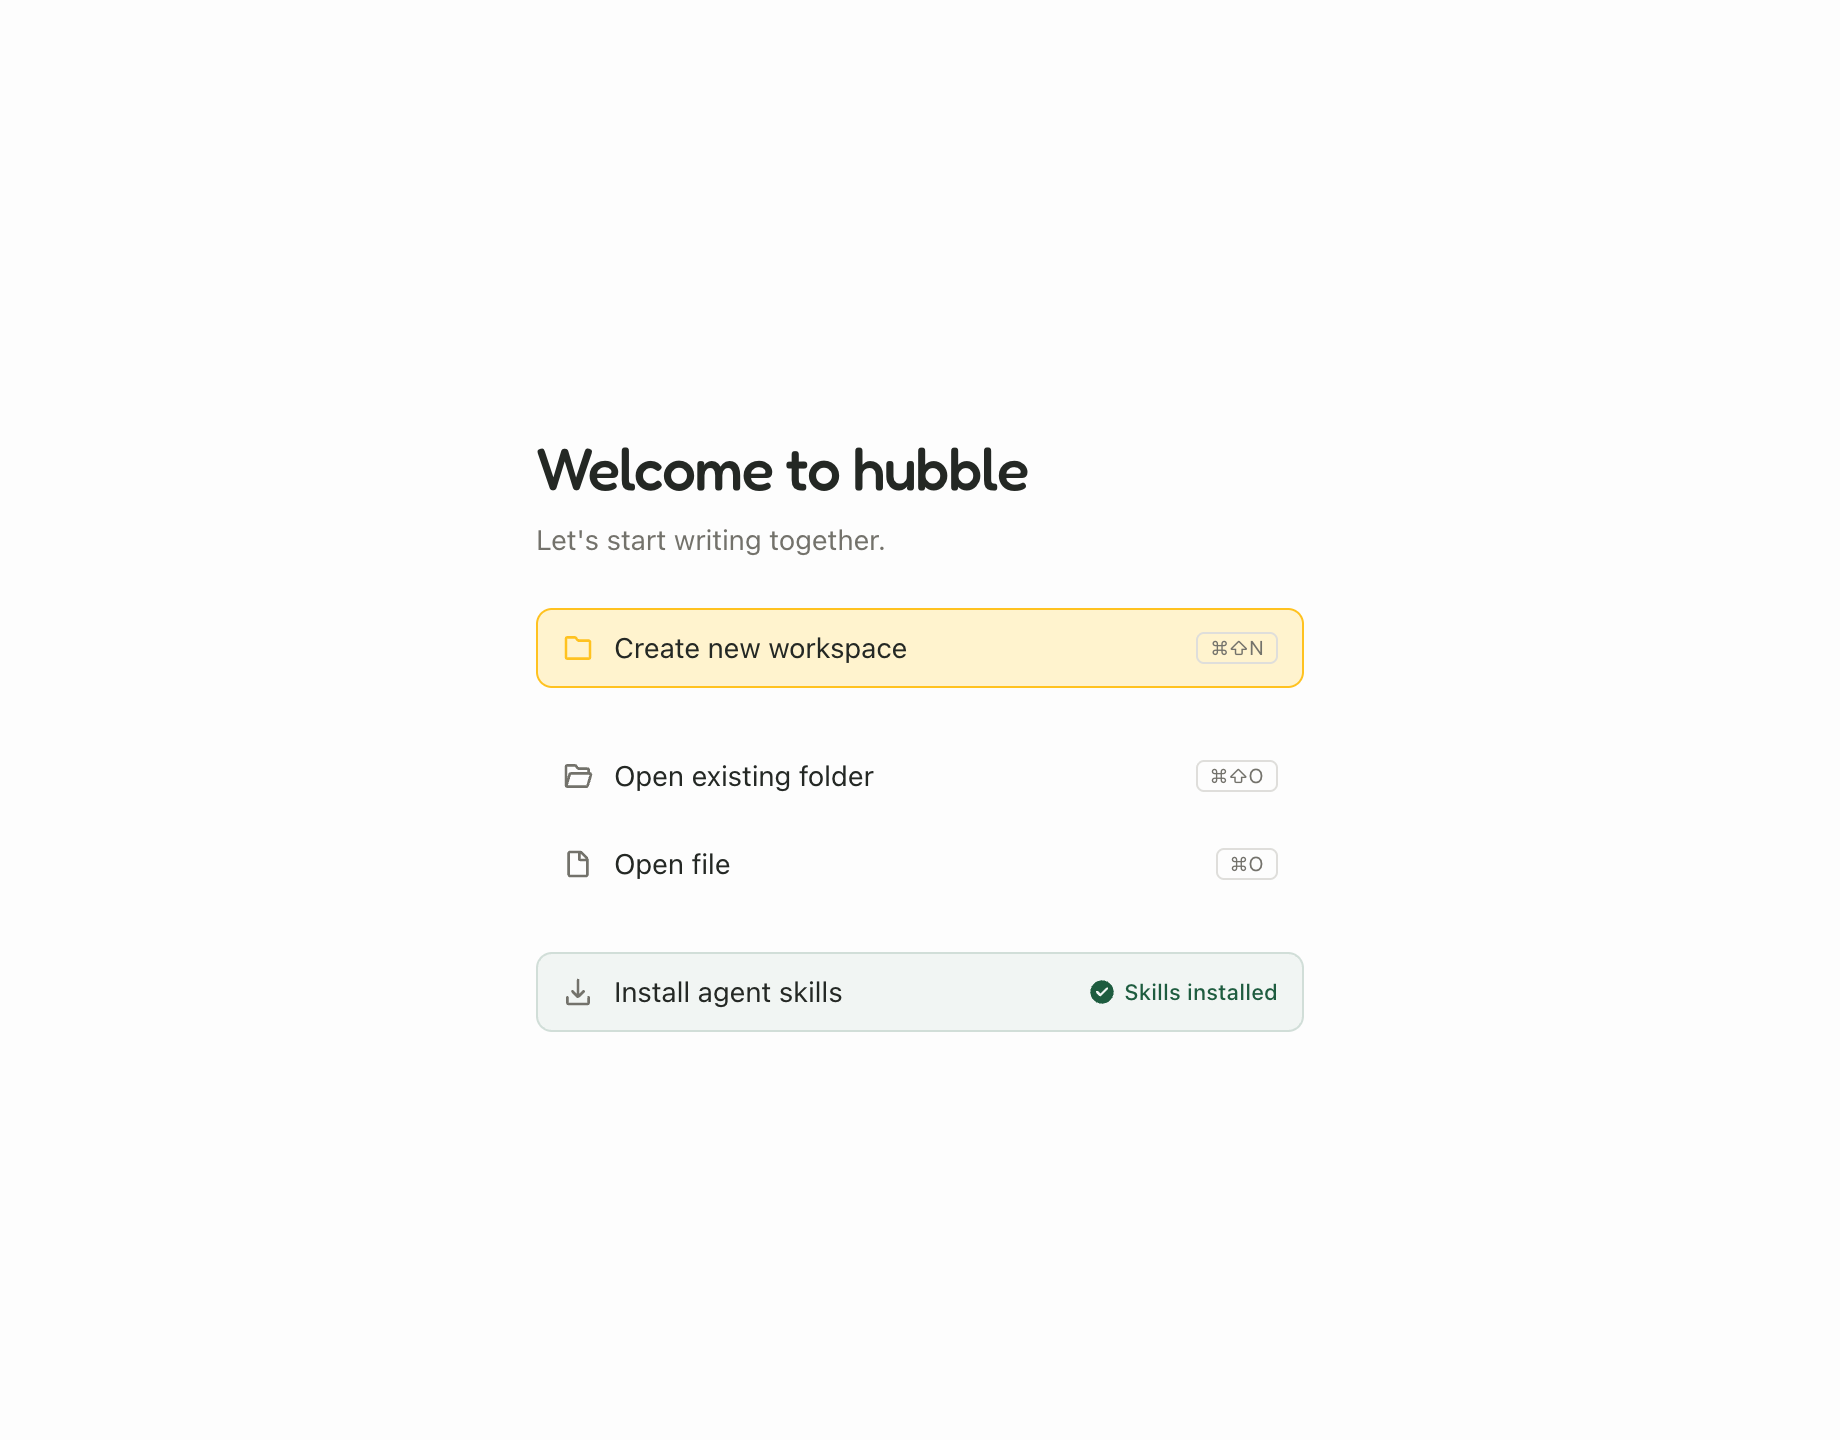 Welcome to hubble
Let's start writing together.
Create new workspace ⌘⇧N
Open existing folder ⌘⇧O
Open file ⌘O
Install agent skills Skills installed